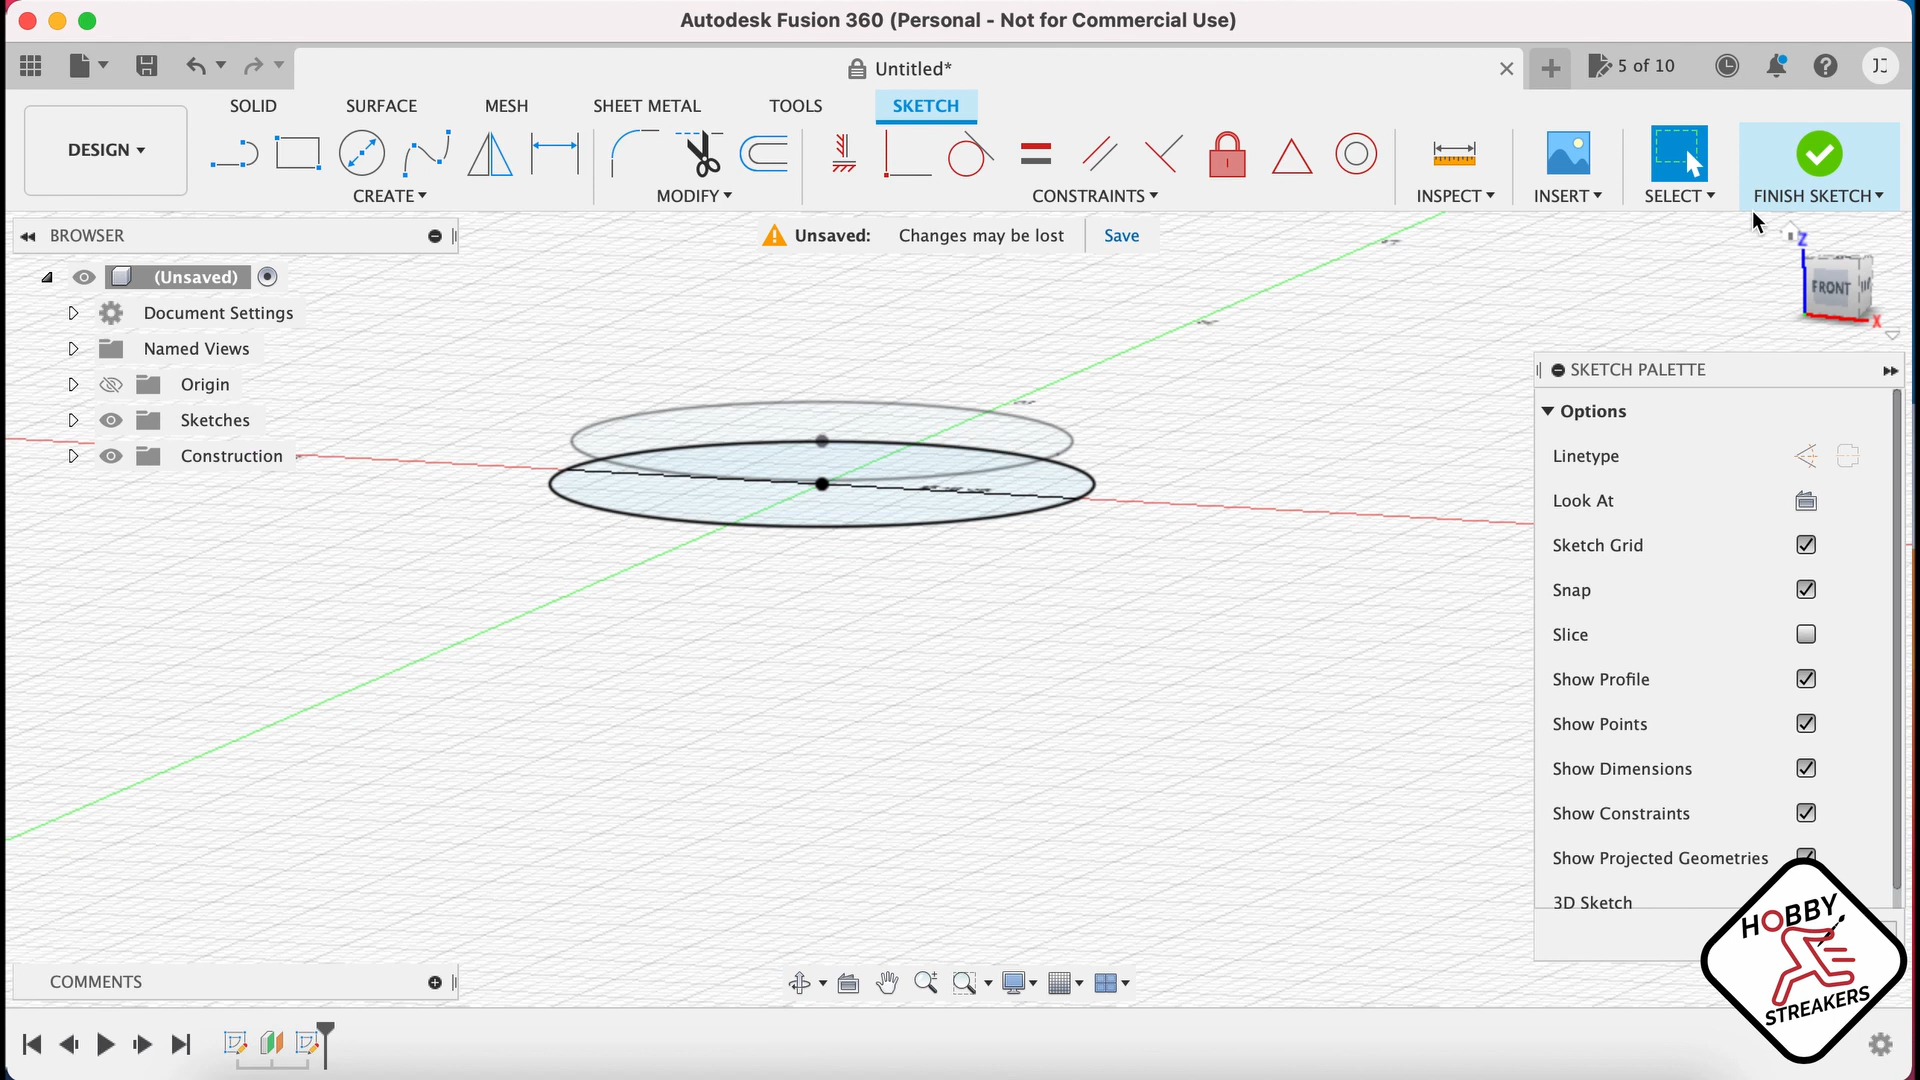 Autodesk Fusion 360 (Personal - Not for Commercial Use)
Untitled*
5 of 10
JC
SOLID
SURFACE
MESH
SHEET METAL
TOOLS
SKETCH
DESIGN
CREATE
MODIFY
CONSTRAINTS
INSPECT
INSERT
SELECT
FINISH SKETCH
BROWSER
Unsaved:
Changes may be lost
Save
Z
FRONT
X
(Unsaved)
Document Settings
Named Views
Origin
Sketches
Construction
SKETCH PALETTE
Options
Linetype
Look At
Sketch Grid
Snap
Slice
Show Profile
Show Points
Show Dimensions
Show Constraints
Show Projected Geometries
3D Sketch
HOBBY
STREAKERS
COMMENTS